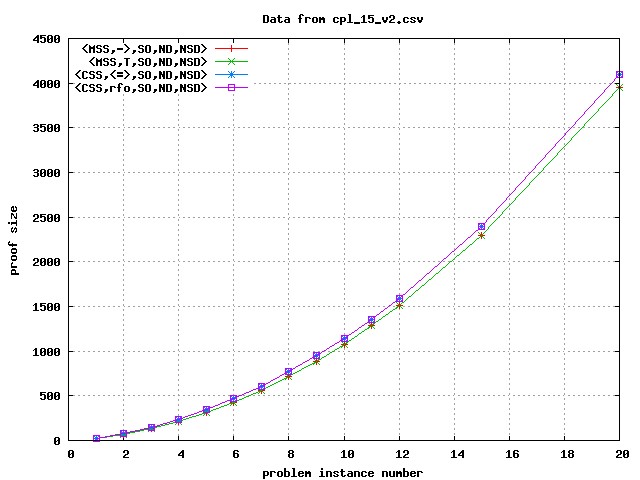 Data from cpl_15_v2.csv
4500
4000
3500
3000
2500
2000
1500
1000
500
0
<MSS,->,SO,ND,NSD>
<MSS,T,SO,ND,NSD>
<CSS,<=>,SO,ND,NSD>
<CSS,rfo,SO,ND,NSD>
proof size
0 2 4 6 8 10 12 14 16 18 20
problem instance number